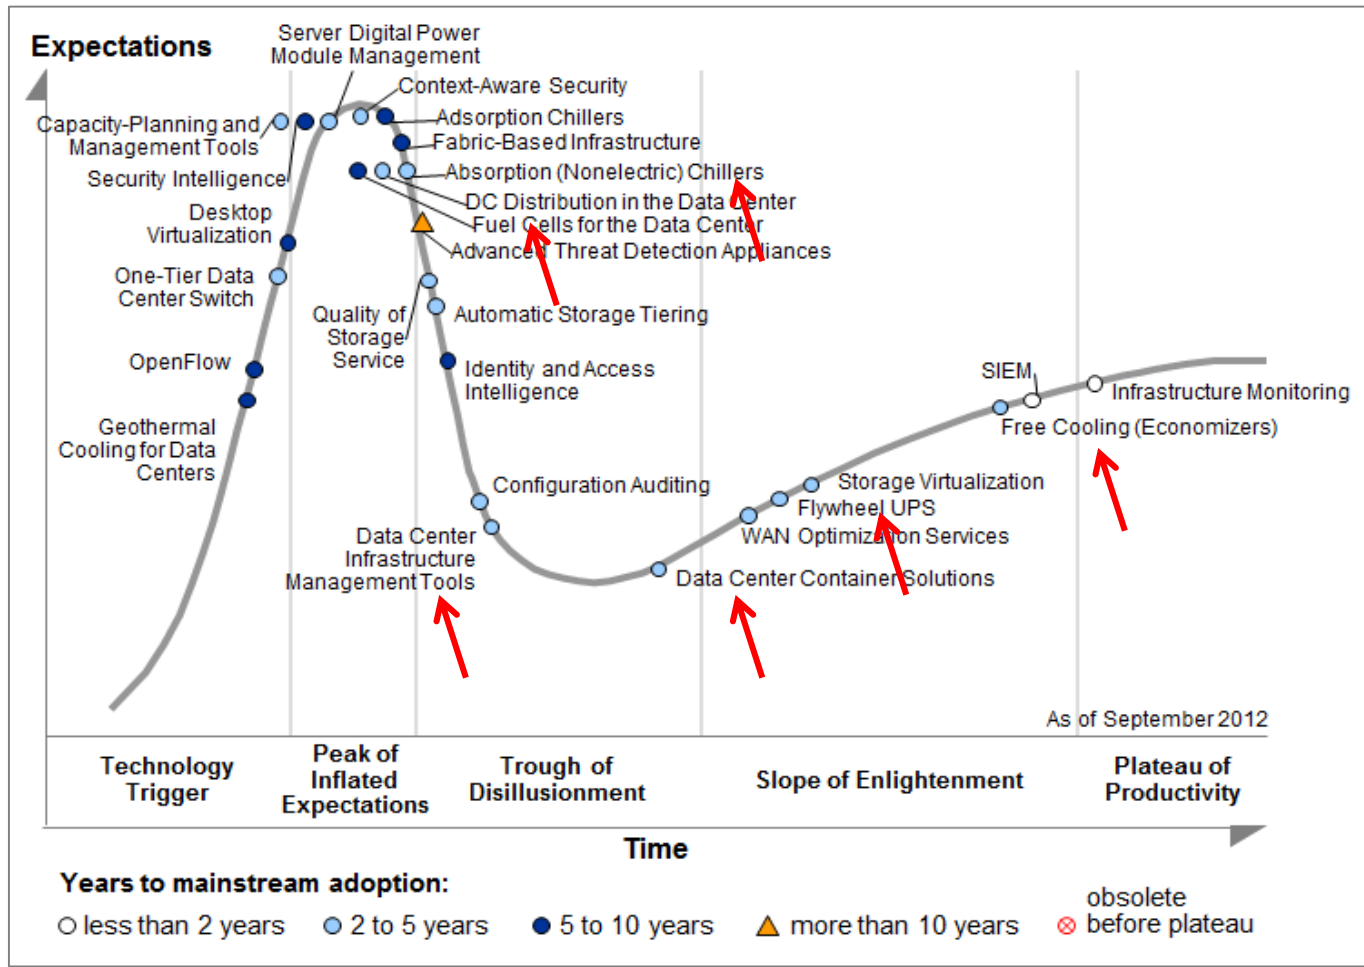 Expectations
Server Digital Power
Module Management
Context-Aware Security
Capacity-Planning and
Management Tools
Adsorption Chillers
Fabric-Based Infrastructure
Security Intelligence
Absorption (Nonelectric) Chillers
DC Distribution in the Data Center
Fuel Cells for the Data Center
Advanced Threat Detection Appliances
Desktop
Virtualization
One-Tier Data
Center Switch
Quality of
Storage
Service
Automatic Storage Tiering
OpenFlow
Identity and Access
Intelligence
Geothermal
Cooling for Data
Centers
SIEM
Infrastructure Monitoring
Free Cooling (Economizers)
Configuration Auditing
Storage Virtualization
Flywheel UPS
WAN Optimization Services
Data Center
Infrastructure
Management Tools
Data Center Container Solutions
As of September 2012
Technology
Trigger
Peak of
Inflated
Expectations
Trough of
Disillusionment
Slope of Enlightenment
Plateau of
Productivity
Time
Years to mainstream adoption:
less than 2 years
2 to 5 years
5 to 10 years
more than 10 years
obsolete
before plateau